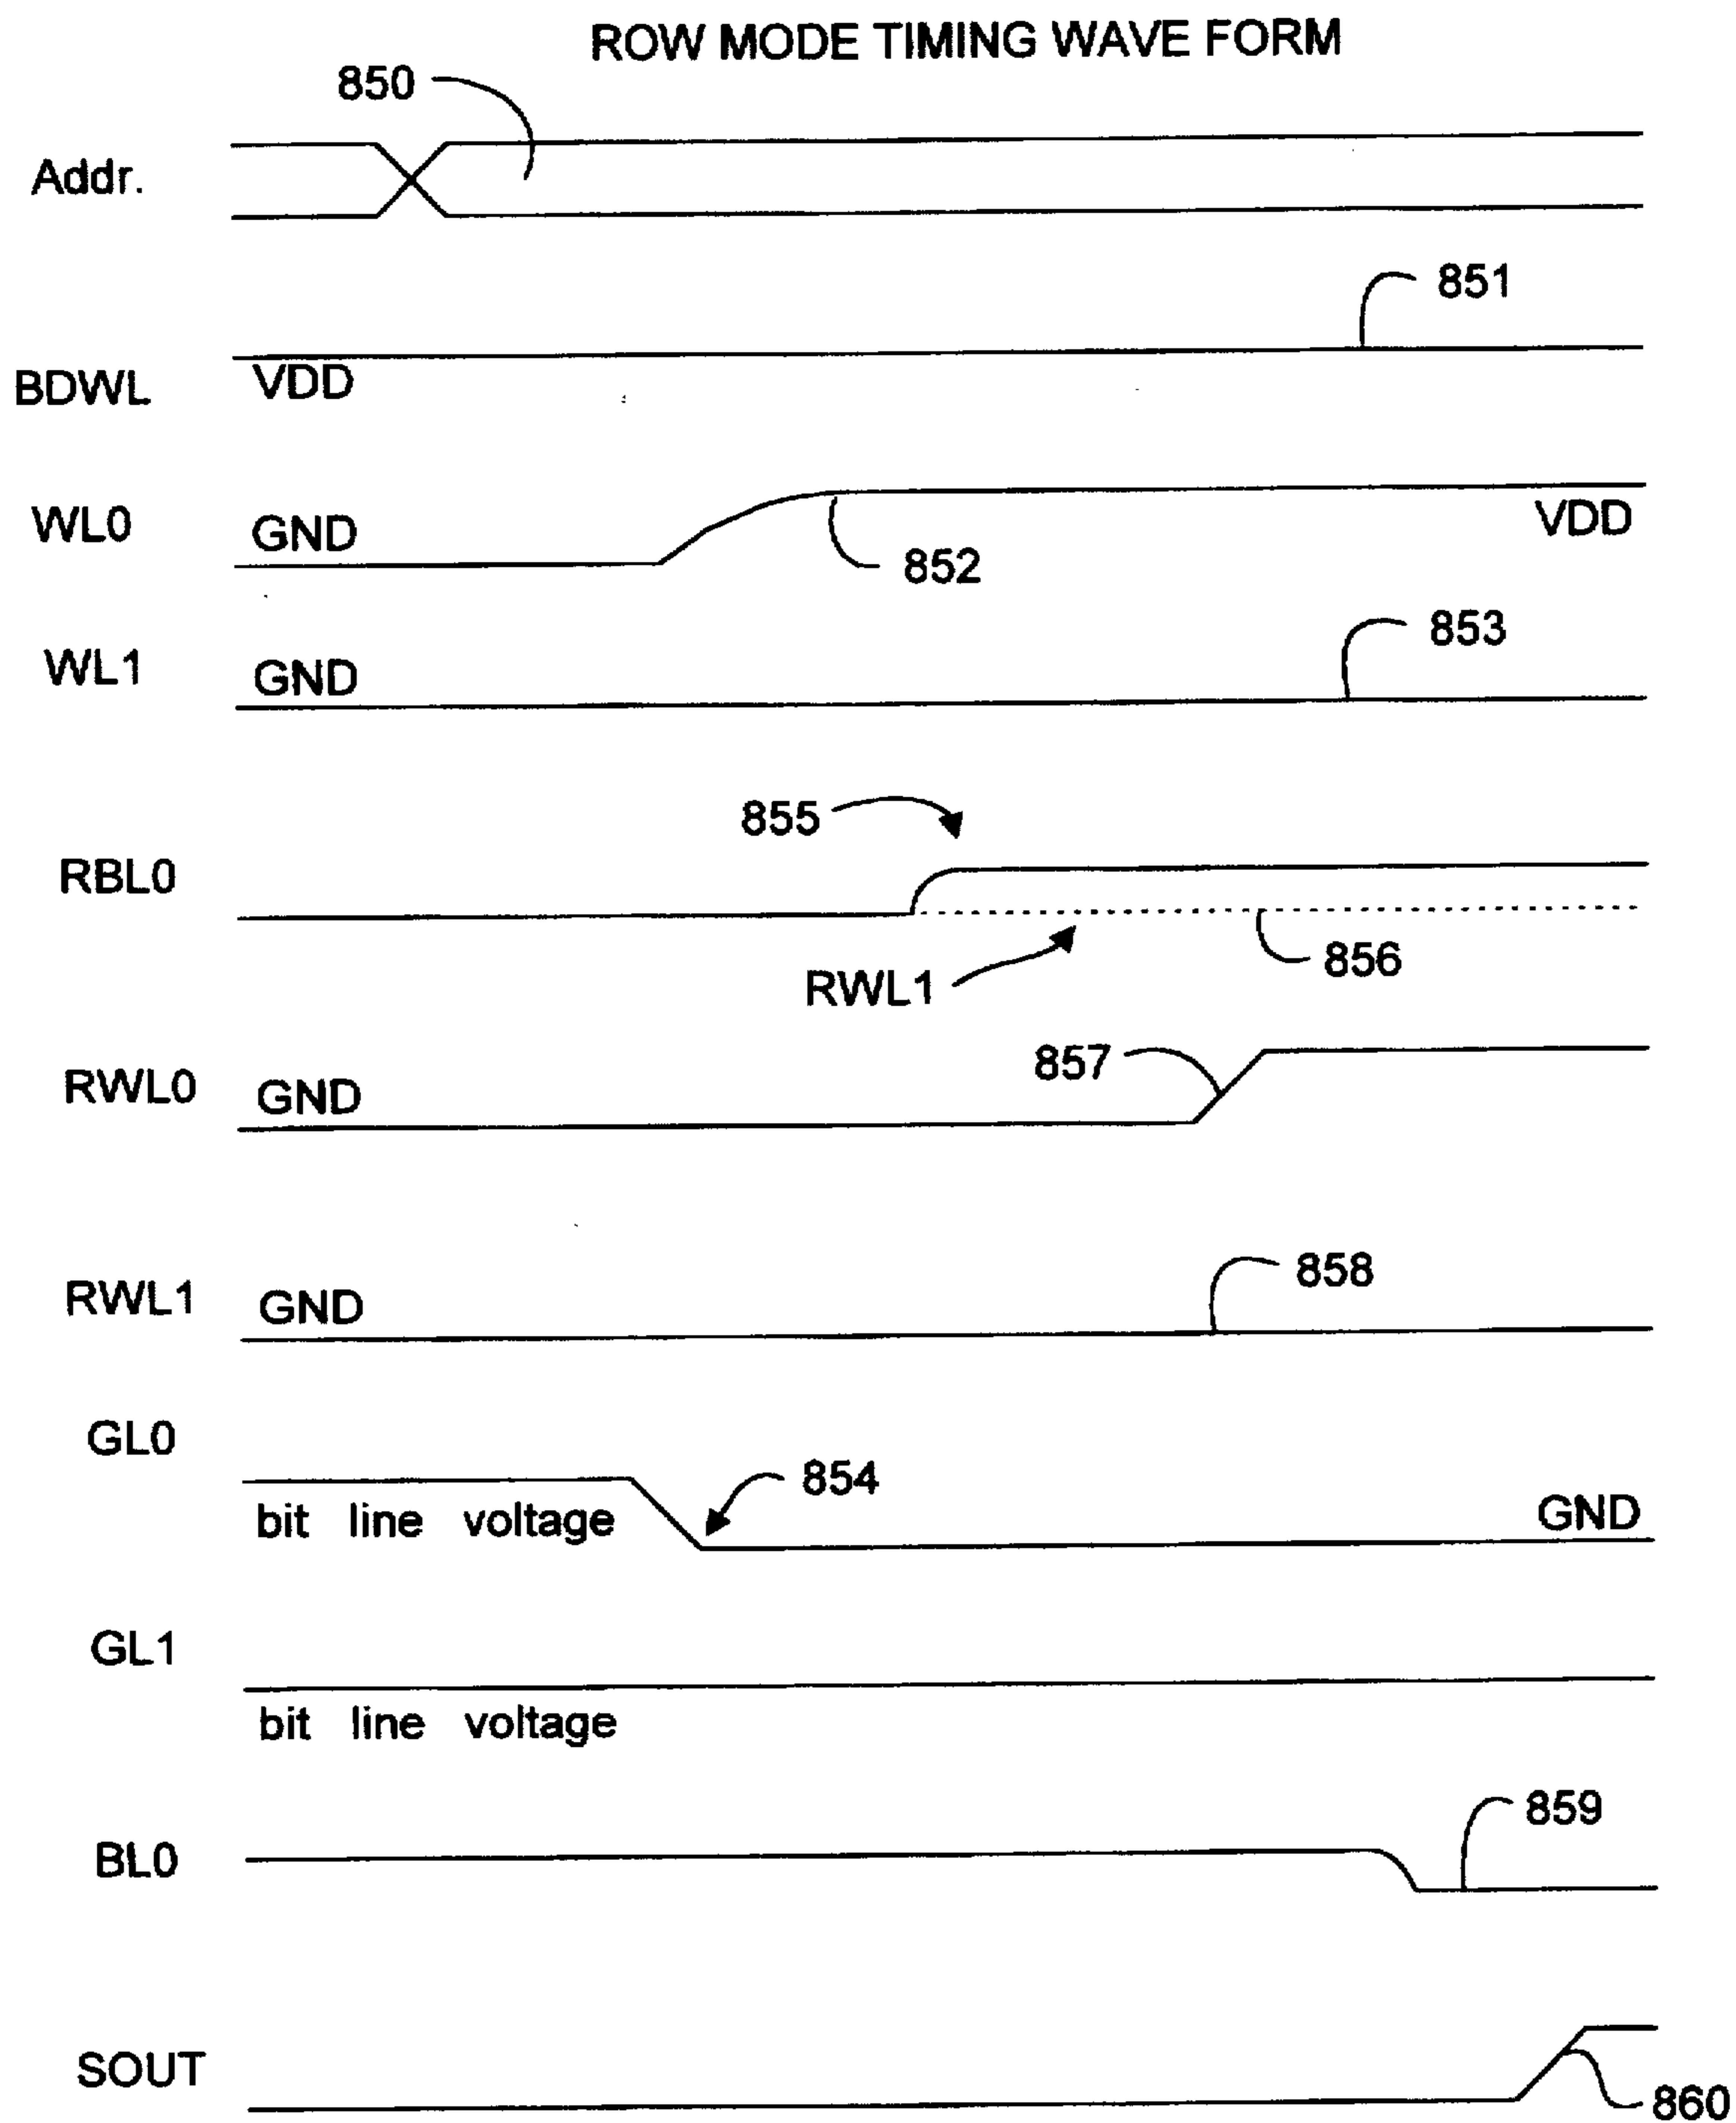 ROW MODE TIMING WAVE FORM
850
Addr.
851
BDWL VDD
WL0 GND VDD
852
853
WL1 GND
855
RBL0
856
RWL1
857
RWL0 GND
858
RWL1 GND
GL0
854
bit line voltage GND
GL1
bit line voltage
859
BL0
SOUT
860